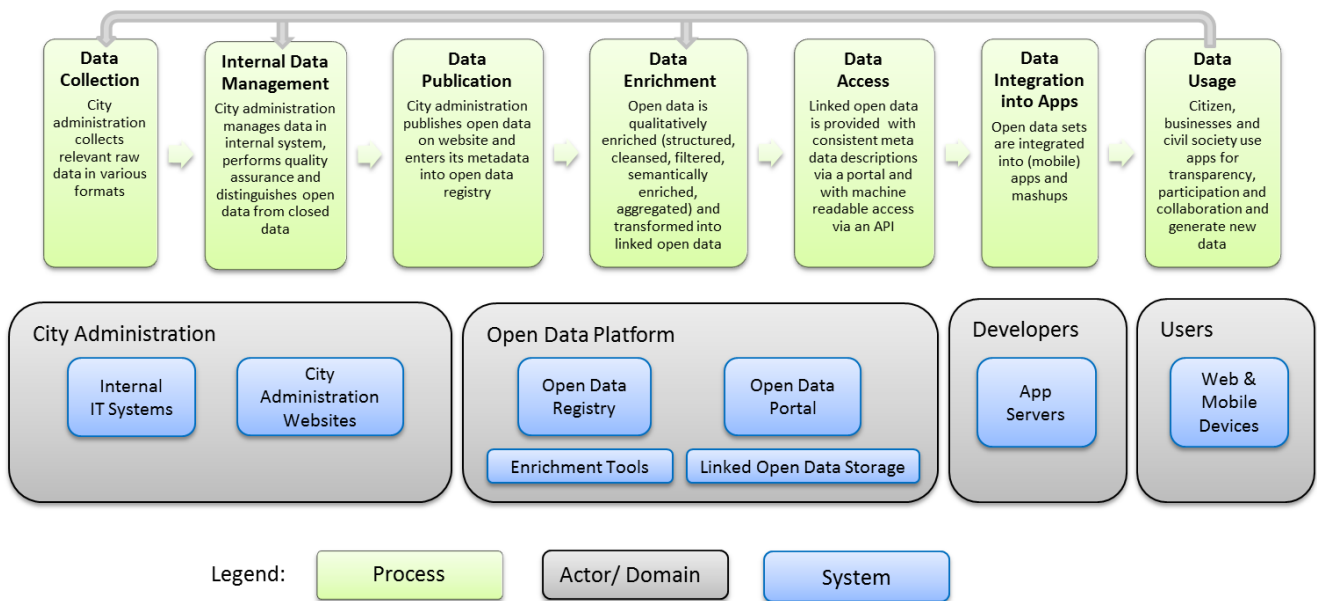 Data
Collection
City
administration
collects
relevant raw
data in various
formats
Internal Data
Management
City administration
manages data in
internal system,
performs quality
assurance and
distinguishes open
data from closed
data
Data
Publication
City administration
publishes open data
on website and
enters its metadata
into open data
registry
Data
Enrichment
Open data is
qualitatively
enriched (structured,
cleansed, filtered,
semantically
enriched,
aggregated) and
transformed into
linked open data
Data
Access
Linked open data
is provided with
consistent meta
data descriptions
via a portal and
with machine
readable access
via an API
Data
Integration
into Apps
Open data sets
are integrated
into (mobile)
apps and
mashups
Data
Usage
Citizen,
businesses and
civil society use
apps for
transparency,
participation and
collaboration and
generate new
data
City Administration
Internal
IT Systems
City
Administration
Websites
Open Data Platform
Open Data
Registry
Open Data
Portal
Enrichment Tools
Linked Open Data Storage
Developers
App
Servers
Users
Web &
Mobile
Devices
Legend:
Process
Actor/ Domain
System